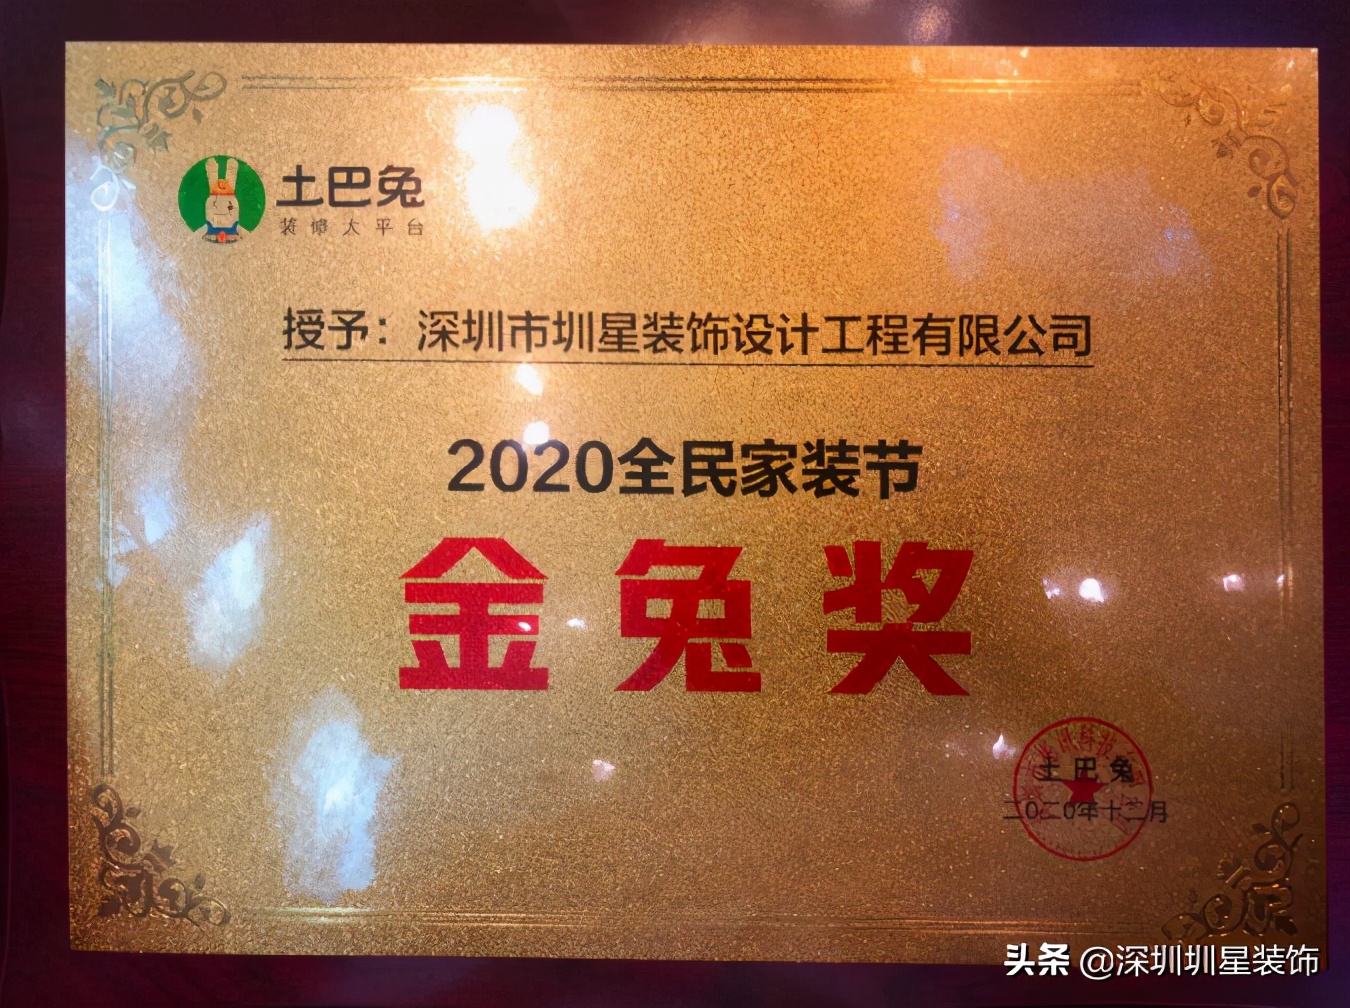 土巴兔
装修大平台
授予：深圳市圳星装饰设计工程有限公司
2020全民家装节
金兔奖
土巴兔
二〇二〇年十二月
头条 @深圳圳星装饰